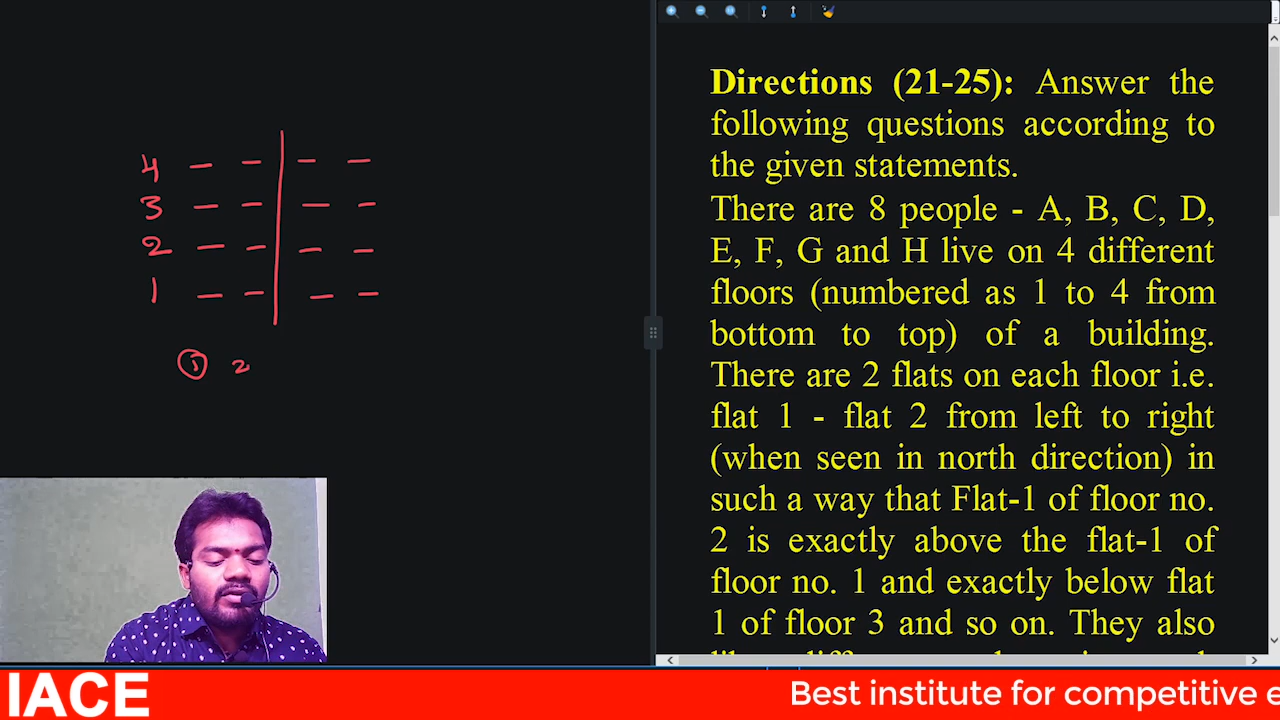 4 – – – –
3 – – – –
2 – – – –
1 – – – –
① 2
Directions (21-25): Answer the
following questions according to
the given statements.
There are 8 people - A, B, C, D,
E, F, G and H live on 4 different
floors (numbered as 1 to 4 from
bottom to top) of a building.
There are 2 flats on each floor i.e.
flat 1 - flat 2 from left to right
(when seen in north direction) in
such a way that Flat-1 of floor no.
2 is exactly above the flat-1 of
floor no. 1 and exactly below flat
1 of floor 3 and so on. They also
IACE
Best institute for competitive e